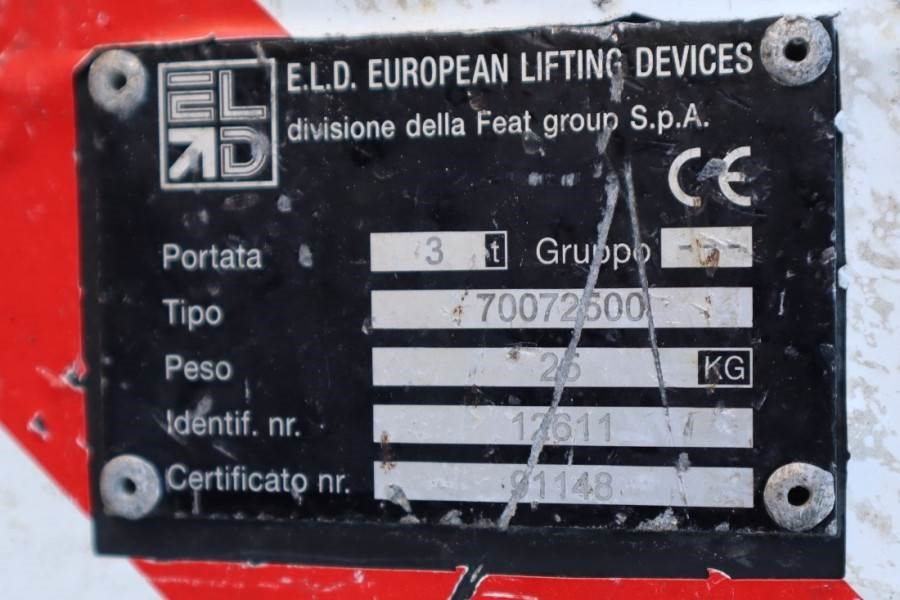 ELD
E.L.D. EUROPEAN LIFTING DEVICES
divisione della Feat group S.p.A.
CE
Portata 3 t Gruppo ---
Tipo 70072500
Peso 25 KG
Identif. nr. 12611
Certificato nr. 91148